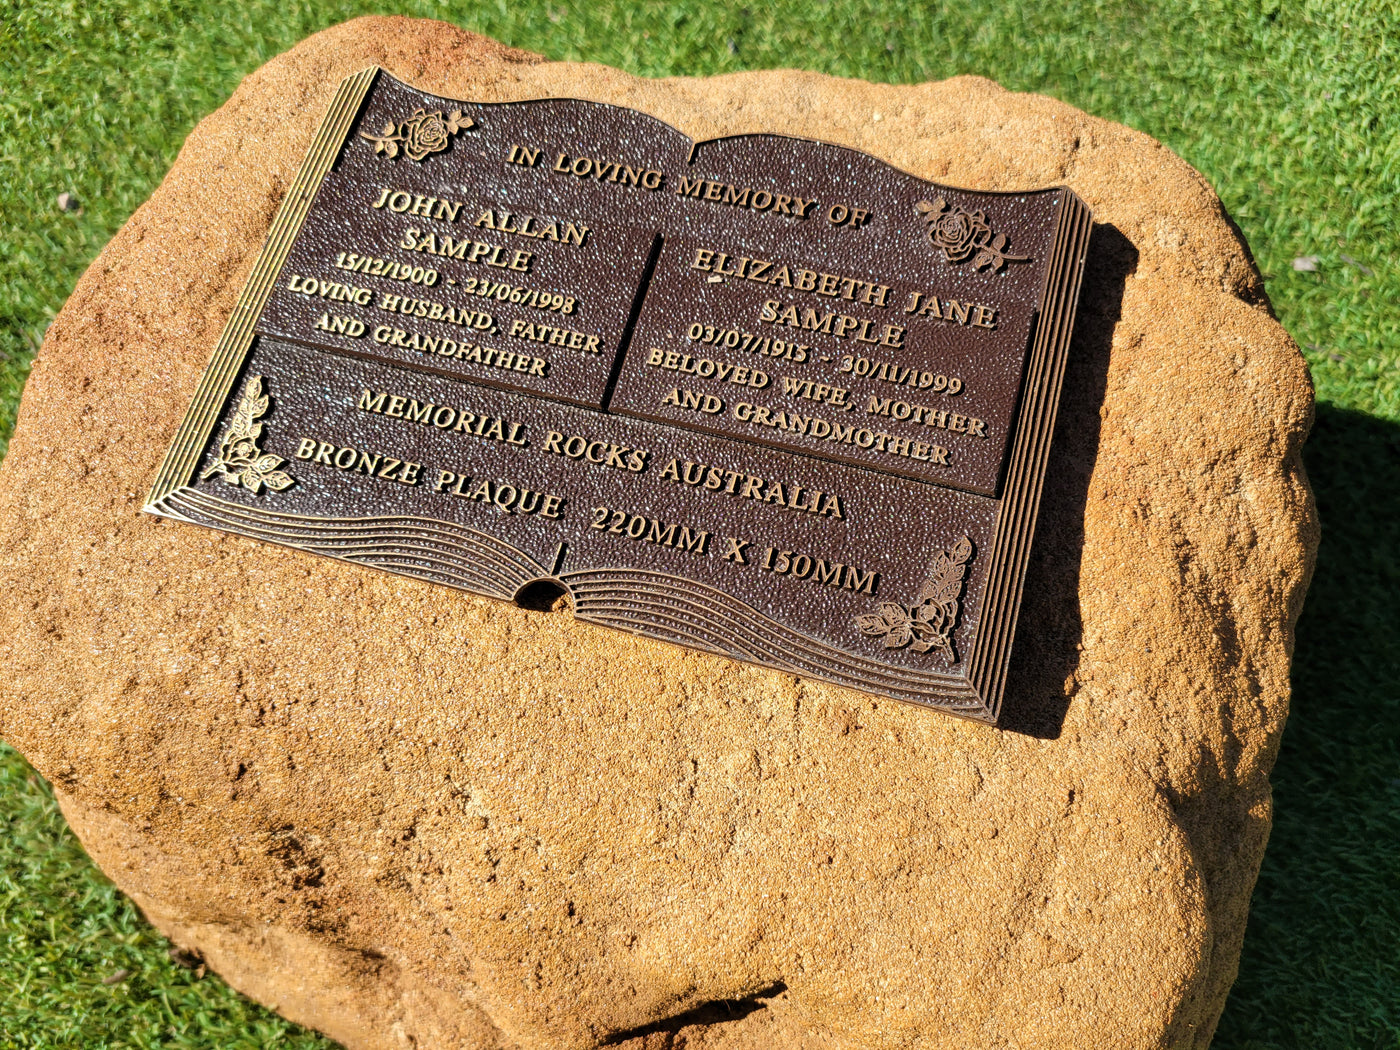 IN LOVING MEMORY OF
JOHN ALLAN
SAMPLE
15/12/1900 - 23/06/1998
LOVING HUSBAND, FATHER
AND GRANDFATHER
ELIZABETH JANE
SAMPLE
03/07/1915 - 30/11/1999
BELOVED WIFE, MOTHER
AND GRANDMOTHER
MEMORIAL ROCKS AUSTRALIA
BRONZE PLAQUE 220MM X 150MM